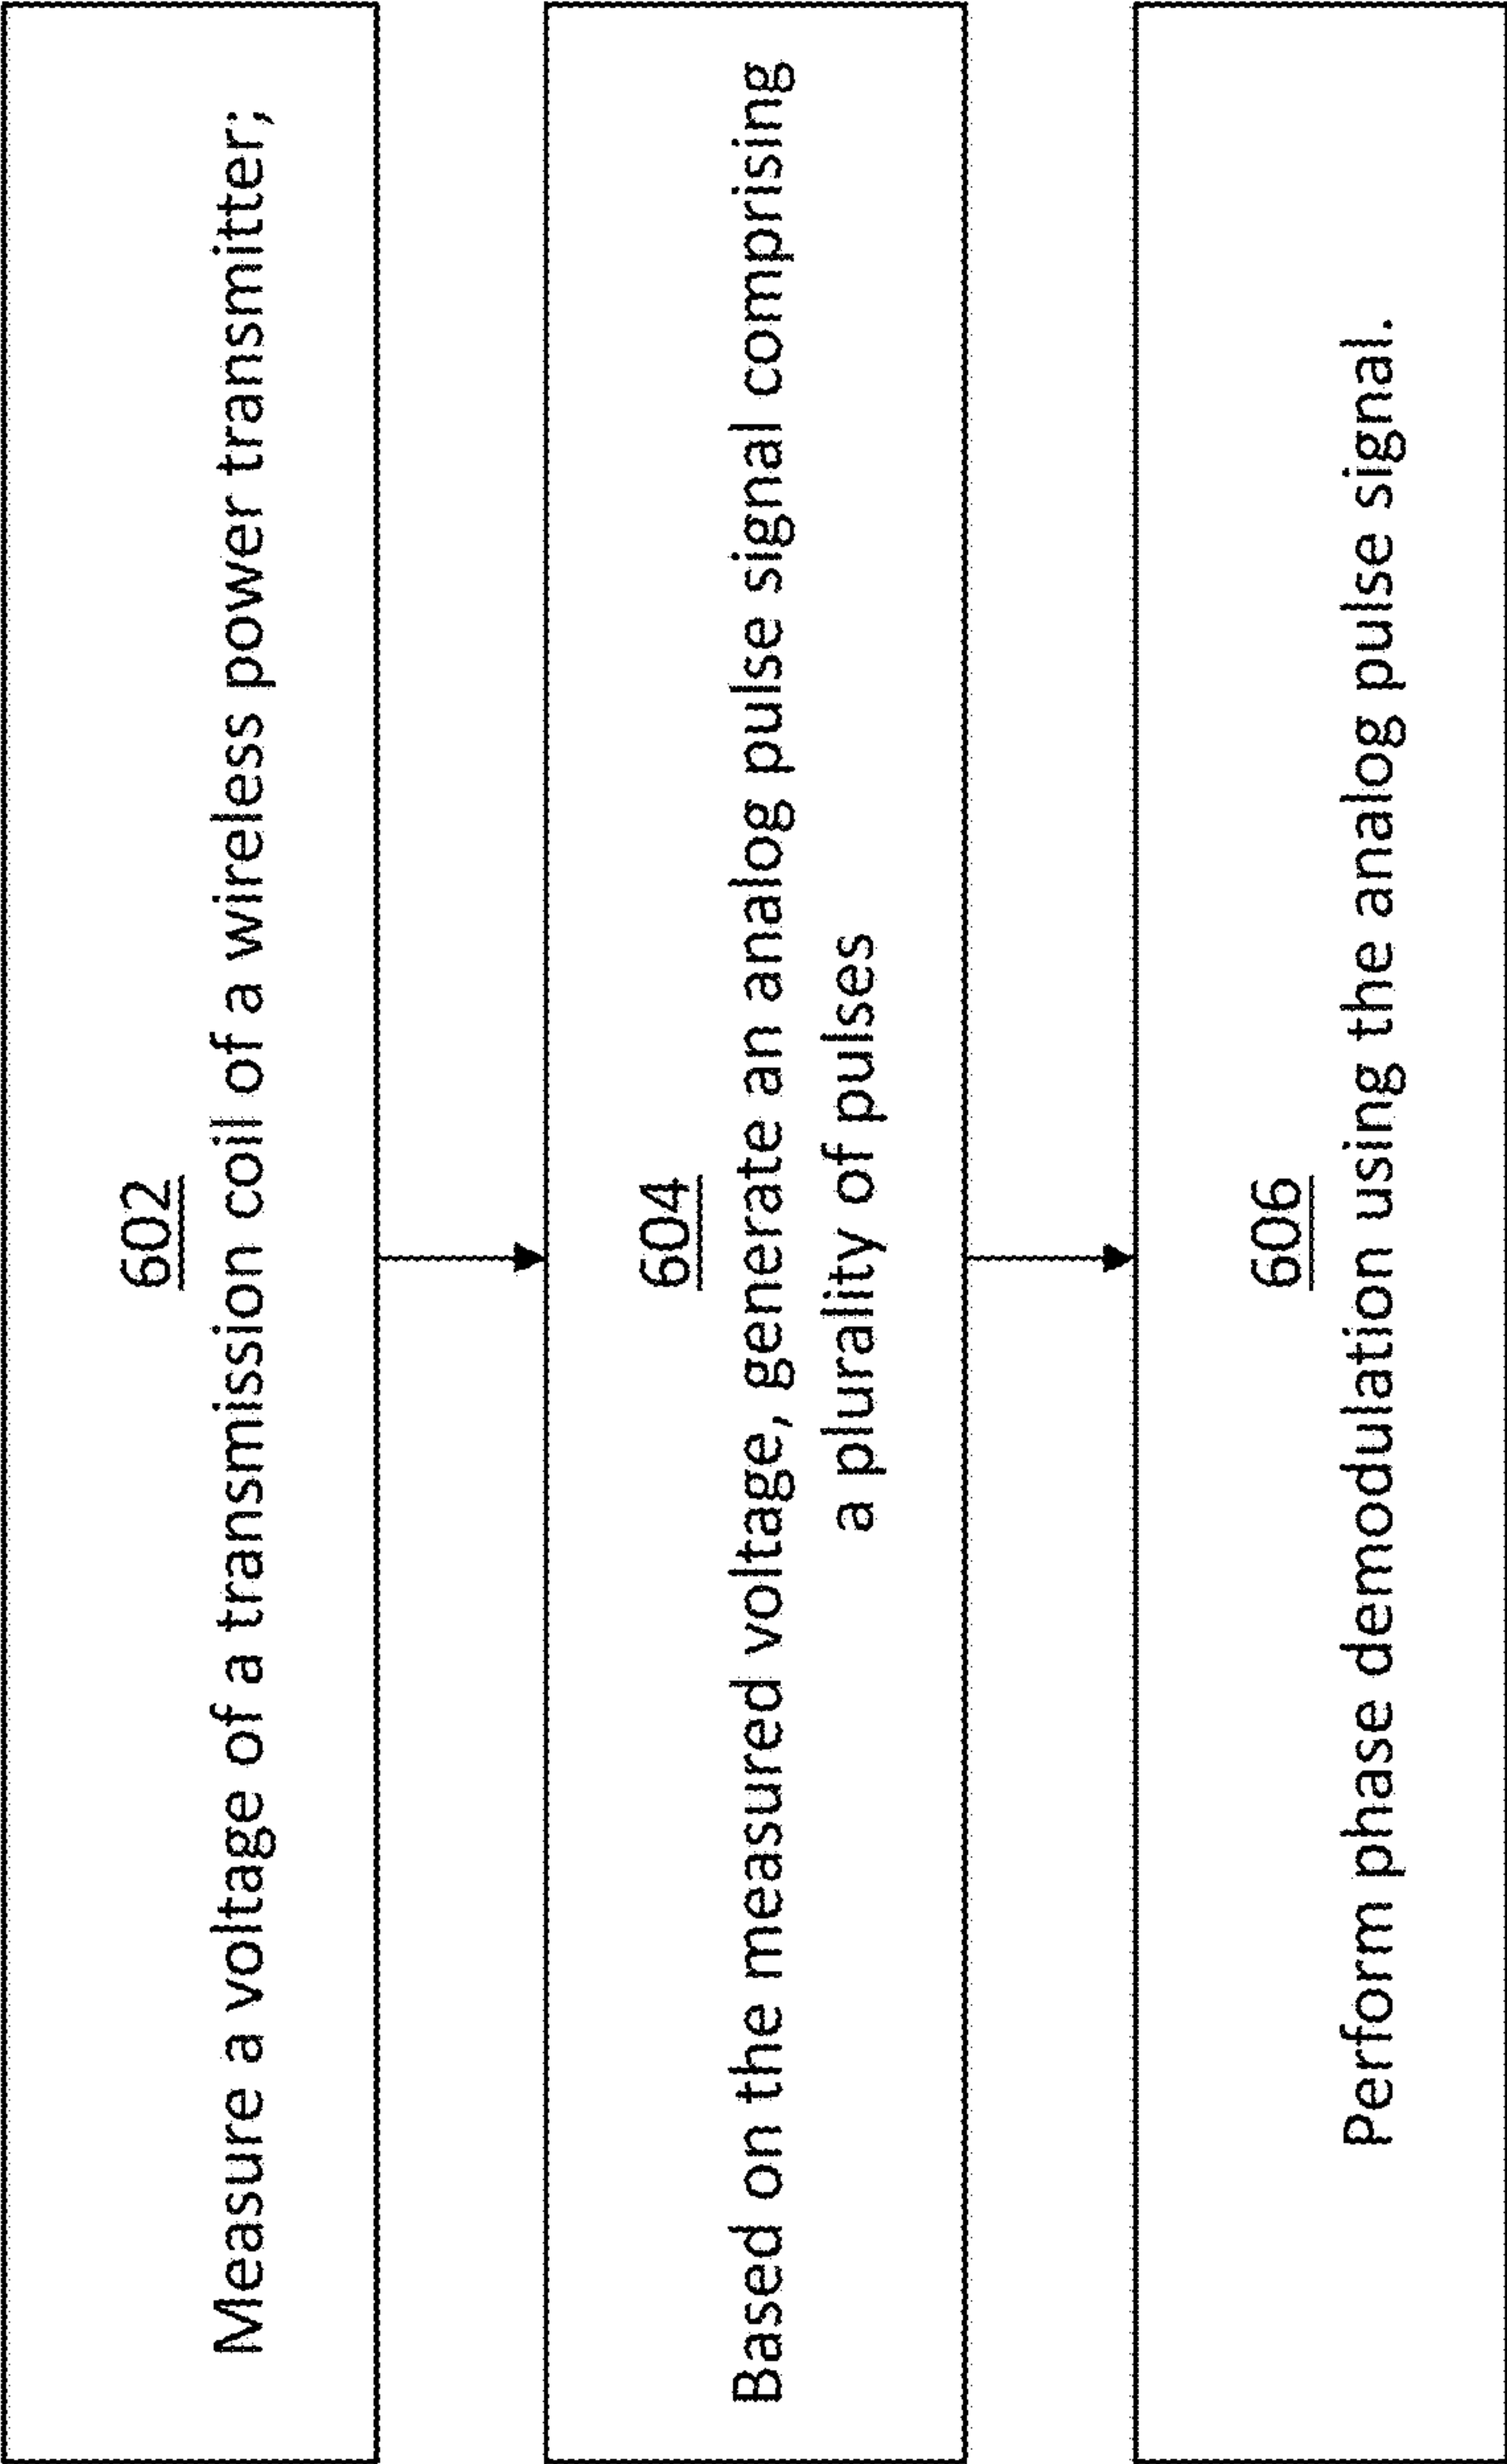 602
Measure a voltage of a transmission coil of a wireless power transmitter;
604
Based on the measured voltage, generate an analog pulse signal comprising
a plurality of pulses
606
Perform phase demodulation using the analog pulse signal.